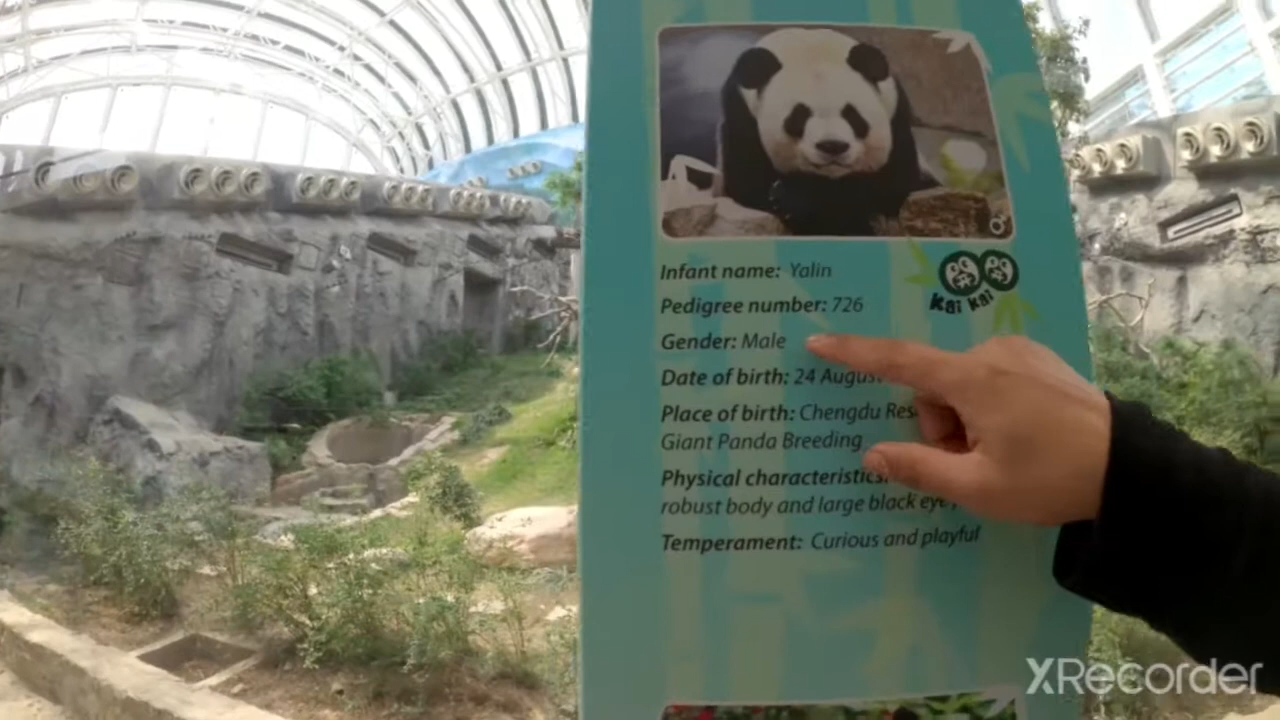 Infant name: Yalin
kai kai
Pedigree number: 726
Gender: Male
Date of birth: 24 August
Place of birth: Chengdu
Giant Panda Breeding
Physical characteristics:
robust body and large black eye
Temperament: Curious and playful
XRecorder